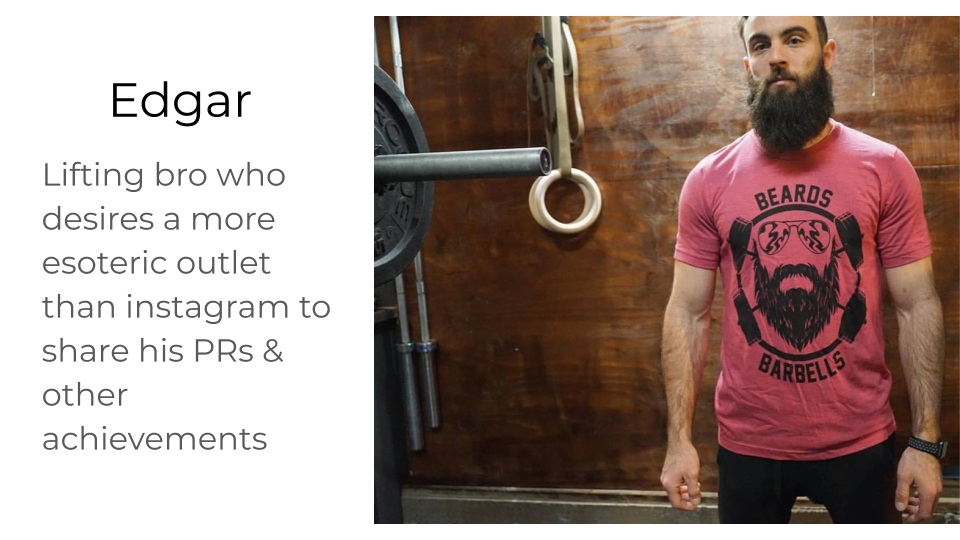 Edgar
Lifting bro who
desires a more
esoteric outlet
than instagram to
share his PRs &
other
achievements
BEARDS
BARBELLS